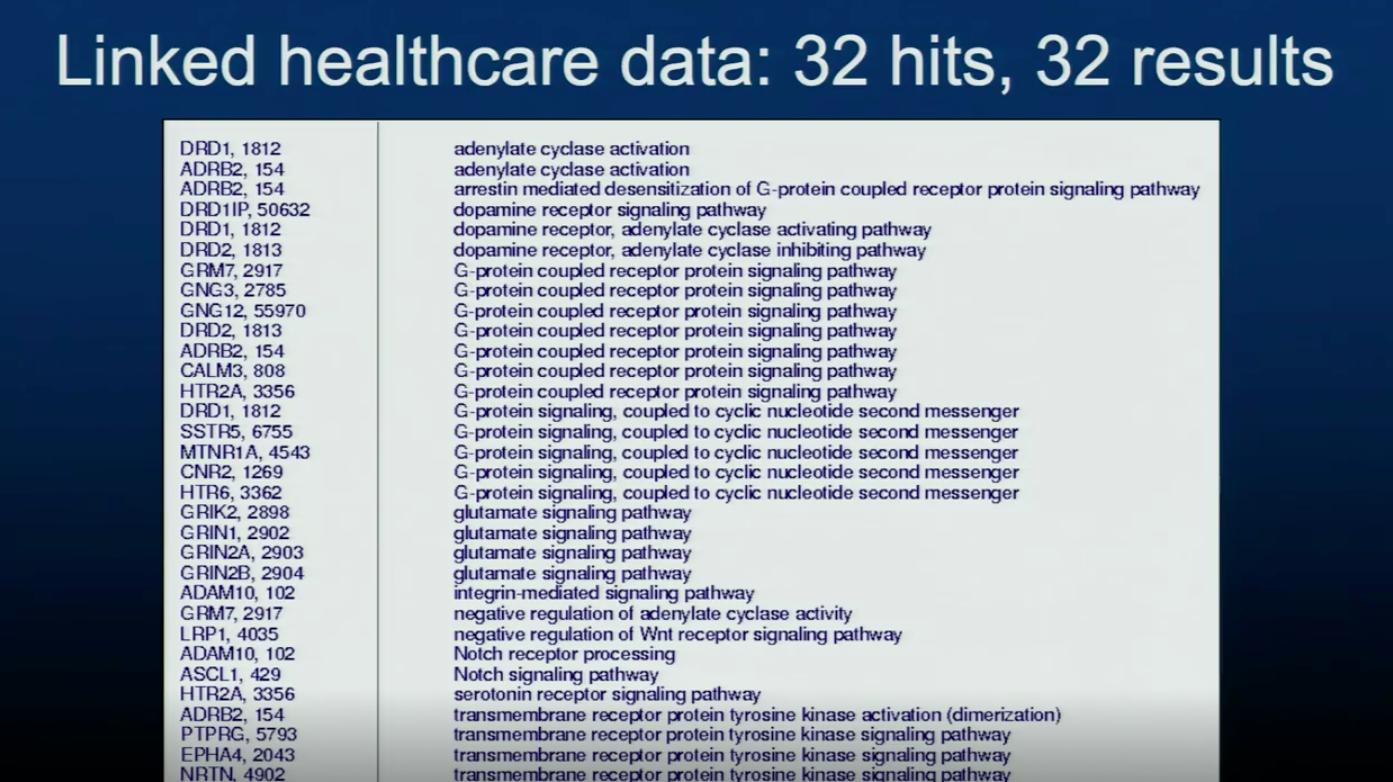 Linked healthcare data: 32 hits, 32 results
DRD1, 1812 adenylate cyclase activation
ADRB2, 154 adenylate cyclase activation
ADRB2, 154 arrestin mediated desensitization of G-protein coupled receptor protein signaling pathway
DRD1IP, 50632 dopamine receptor signaling pathway
DRD1, 1812 dopamine receptor, adenylate cyclase activating pathway
DRD2, 1813 dopamine receptor, adenylate cyclase inhibiting pathway
GRM7, 2917 G-protein coupled receptor protein signaling pathway
GNG3, 2785 G-protein coupled receptor protein signaling pathway
GNG12, 55970 G-protein coupled receptor protein signaling pathway
DRD2, 1813 G-protein coupled receptor protein signaling pathway
ADRB2, 154 G-protein coupled receptor protein signaling pathway
CALM3, 808 G-protein coupled receptor protein signaling pathway
HTR2A, 3356 G-protein coupled receptor protein signaling pathway
DRD1, 1812 G-protein signaling, coupled to cyclic nucleotide second messenger
SSTR5, 6755 G-protein signaling, coupled to cyclic nucleotide second messenger
MTNR1A, 4543 G-protein signaling, coupled to cyclic nucleotide second messenger
CNR2, 1269 G-protein signaling, coupled to cyclic nucleotide second messenger
HTR6, 3362 G-protein signaling, coupled to cyclic nucleotide second messenger
GRIK2, 2898 glutamate signaling pathway
GRIN1, 2902 glutamate signaling pathway
GRIN2A, 2903 glutamate signaling pathway
GRIN2B, 2904 glutamate signaling pathway
ADAM10, 102 integrin-mediated signaling pathway
GRM7, 2917 negative regulation of adenylate cyclase activity
LRP1, 4035 negative regulation of Wnt receptor signaling pathway
ADAM10, 102 Notch receptor processing
ASCL1, 429 Notch signaling pathway
HTR2A, 3356 serotonin receptor signaling pathway
ADRB2, 154 transmembrane receptor protein tyrosine kinase activation (dimerization)
PTPRG, 5793 transmembrane receptor protein tyrosine kinase signaling pathway
EPHA4, 2043 transmembrane receptor protein tyrosine kinase signaling pathway
NRTN, 4902 transmembrane receptor protein tyrosine kinase signaling pathway